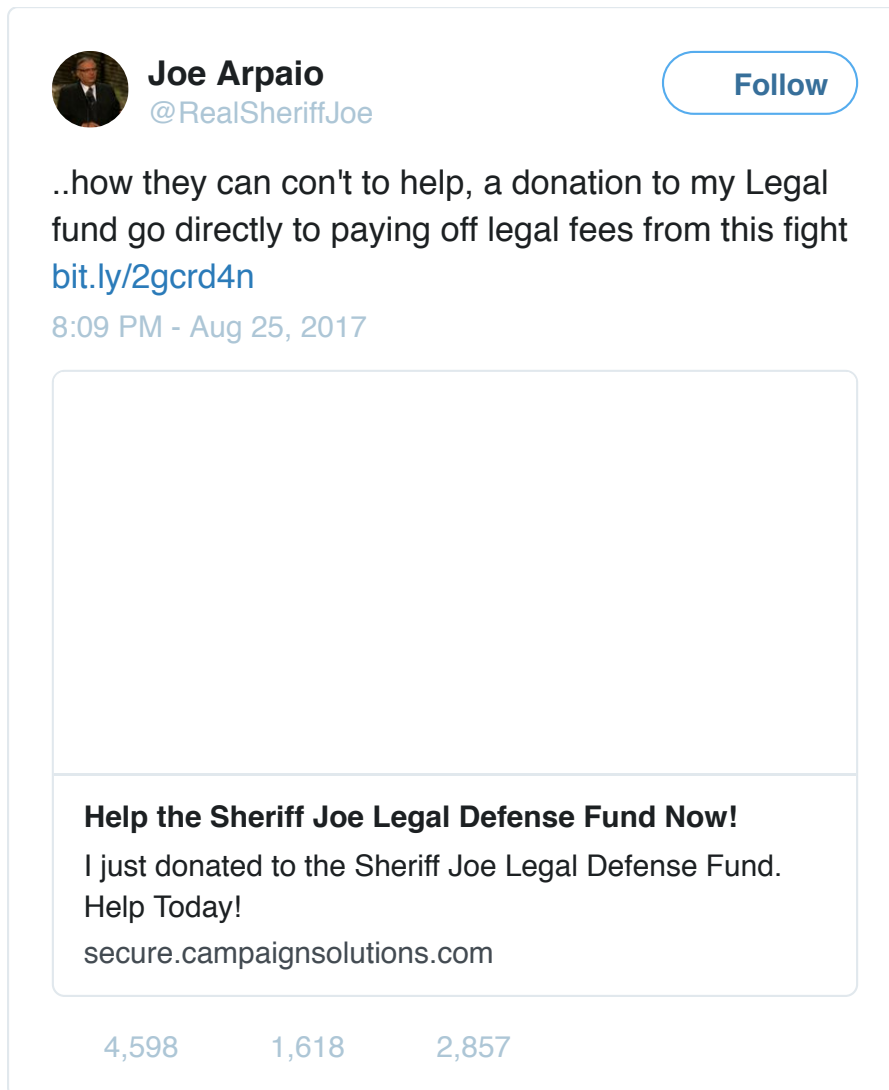 Joe Arpaio
@RealSheriffJoe
Follow
..how they can con't to help, a donation to my Legal
fund go directly to paying off legal fees from this fight
bit.ly/2gcrd4n
8:09 PM - Aug 25, 2017
Help the Sheriff Joe Legal Defense Fund Now!
I just donated to the Sheriff Joe Legal Defense Fund.
Help Today!
secure.campaignsolutions.com
4,598 1,618 2,857